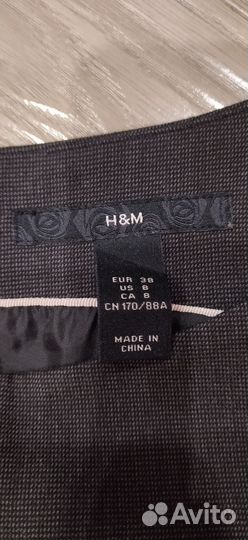 H&M
EUR 38
US 8
CA 8
CN 170/88A
MADE IN
CHINA
Avito